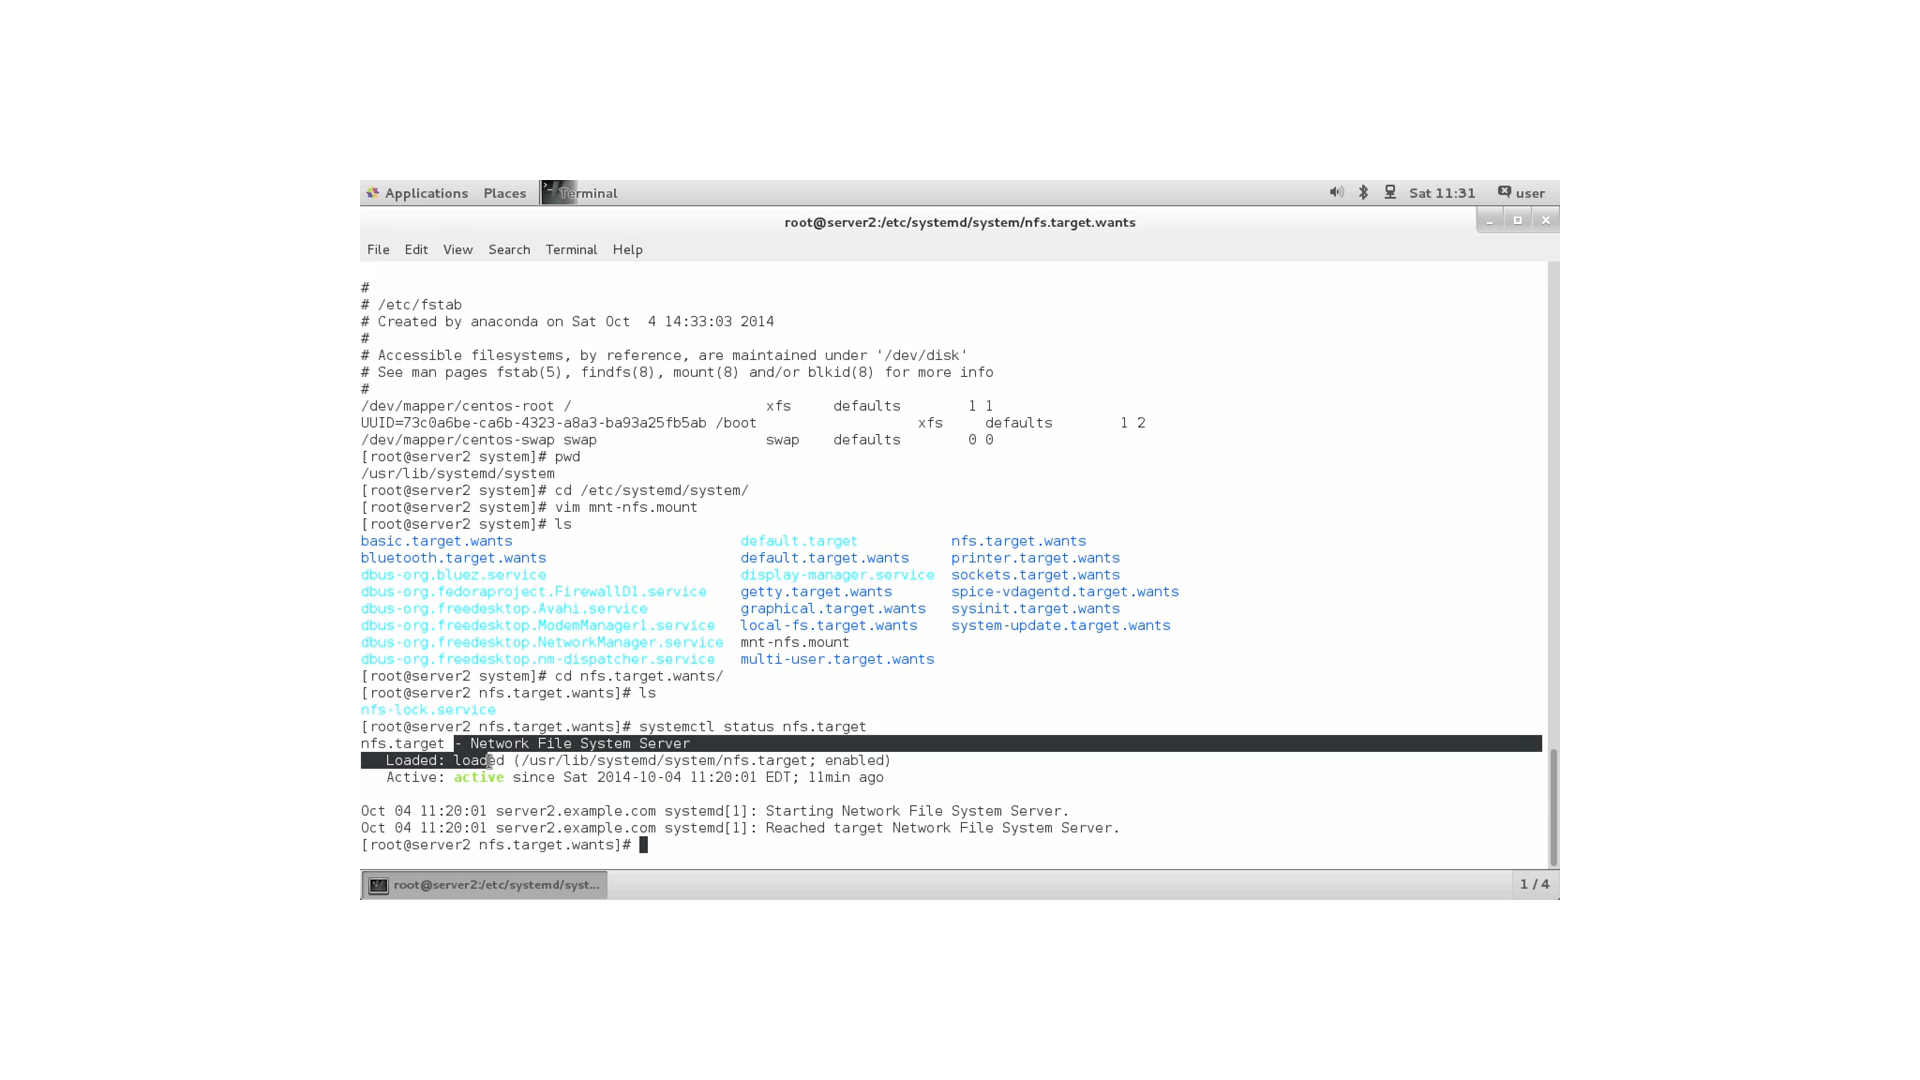 Applications Places Terminal Sat 11:31 user
root@server2:/etc/systemd/system/nfs.target.wants
File Edit View Search Terminal Help
#
# /etc/fstab
# Created by anaconda on Sat Oct  4 14:33:03 2014
#
# Accessible filesystems, by reference, are maintained under '/dev/disk'
# See man pages fstab(5), findfs(8), mount(8) and/or blkid(8) for more info
#
/dev/mapper/centos-root /                       xfs     defaults        1 1
UUID=73c0a6be-ca6b-4323-a8a3-ba93a25fb5ab /boot                   xfs     defaults        1 2
/dev/mapper/centos-swap swap                    swap    defaults        0 0
[root@server2 system]# pwd
/usr/lib/systemd/system
[root@server2 system]# cd /etc/systemd/system/
[root@server2 system]# vim mnt-nfs.mount
[root@server2 system]# ls
basic.target.wants                           default.target           nfs.target.wants
bluetooth.target.wants                       default.target.wants     printer.target.wants
dbus-org.bluez.service                       display-manager.service  sockets.target.wants
dbus-org.fedoraproject.FirewallD1.service    getty.target.wants       spice-vdagentd.target.wants
dbus-org.freedesktop.Avahi.service           graphical.target.wants   sysinit.target.wants
dbus-org.freedesktop.ModemManager1.service   local-fs.target.wants    system-update.target.wants
dbus-org.freedesktop.NetworkManager.service  mnt-nfs.mount
dbus-org.freedesktop.nm-dispatcher.service   multi-user.target.wants
[root@server2 system]# cd nfs.target.wants/
[root@server2 nfs.target.wants]# ls
nfs-lock.service
[root@server2 nfs.target.wants]# systemctl status nfs.target
nfs.target - Network File System Server
   Loaded: loaded (/usr/lib/systemd/system/nfs.target; enabled)
   Active: active since Sat 2014-10-04 11:20:01 EDT; 11min ago
Oct 04 11:20:01 server2.example.com systemd[1]: Starting Network File System Server.
Oct 04 11:20:01 server2.example.com systemd[1]: Reached target Network File System Server.
[root@server2 nfs.target.wants]#
root@server2:/etc/systemd/syst... 1 / 4